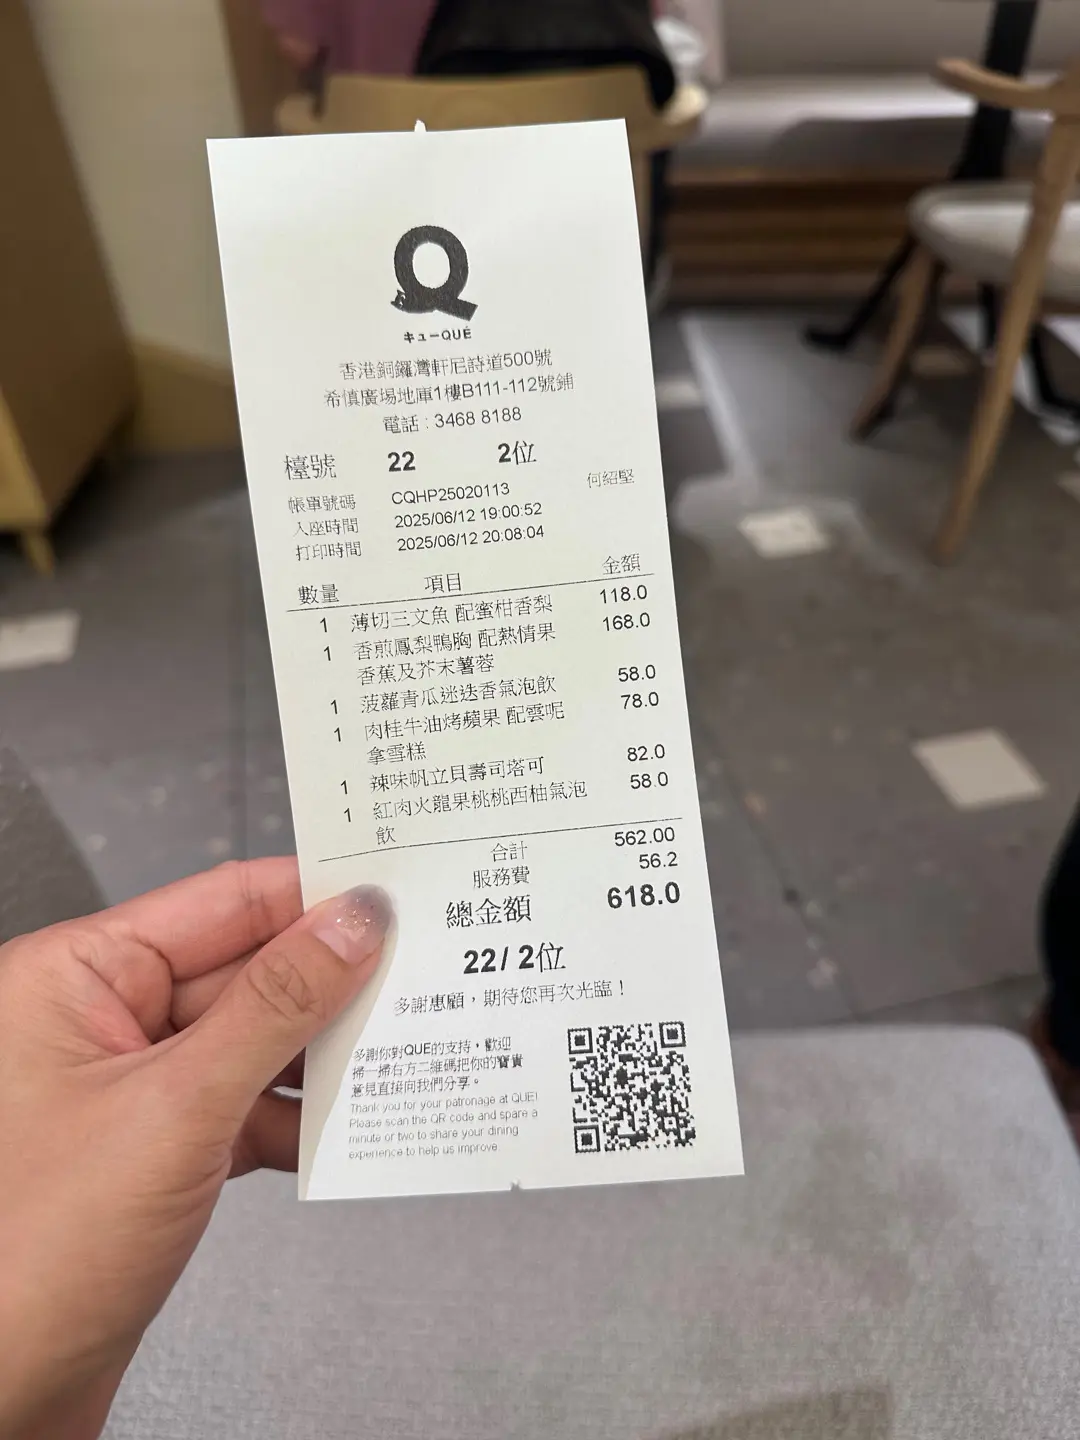 Q
キューQUE
香港銅鑼灣軒尼詩道500號
希慎廣場地庫1樓B111-112號鋪
電話 : 3468 8188
檯號 22 2位
帳單號碼 CQHP25020113 何紹堅
入座時間 2025/06/12 19:00:52
打印時間 2025/06/12 20:08:04
數量 項目 金額
1 薄切三文魚 配蜜柑香梨 118.0
1 香煎鳳梨鴨胸 配熱情果 168.0
香蕉及芥末薯蓉
1 菠蘿青瓜迷迭香氣泡飲 58.0
1 肉桂牛油烤蘋果 配雲呢 78.0
拿雪糕
1 辣味帆立貝壽司塔可 82.0
1 紅肉火龍果桃桃西柚氣泡 58.0
飲
合計 562.00
服務費 56.2
總金額 618.0
22/ 2位
多謝惠顧，期待您再次光臨！
多謝你對QUE的支持，歡迎
掃一掃右方二維碼把你的寶貴
意見直接向我們分享。
Thank you for your patronage at QUE!
Please scan the QR code and spare a
minute or two to share your dining
experience to help us improve.